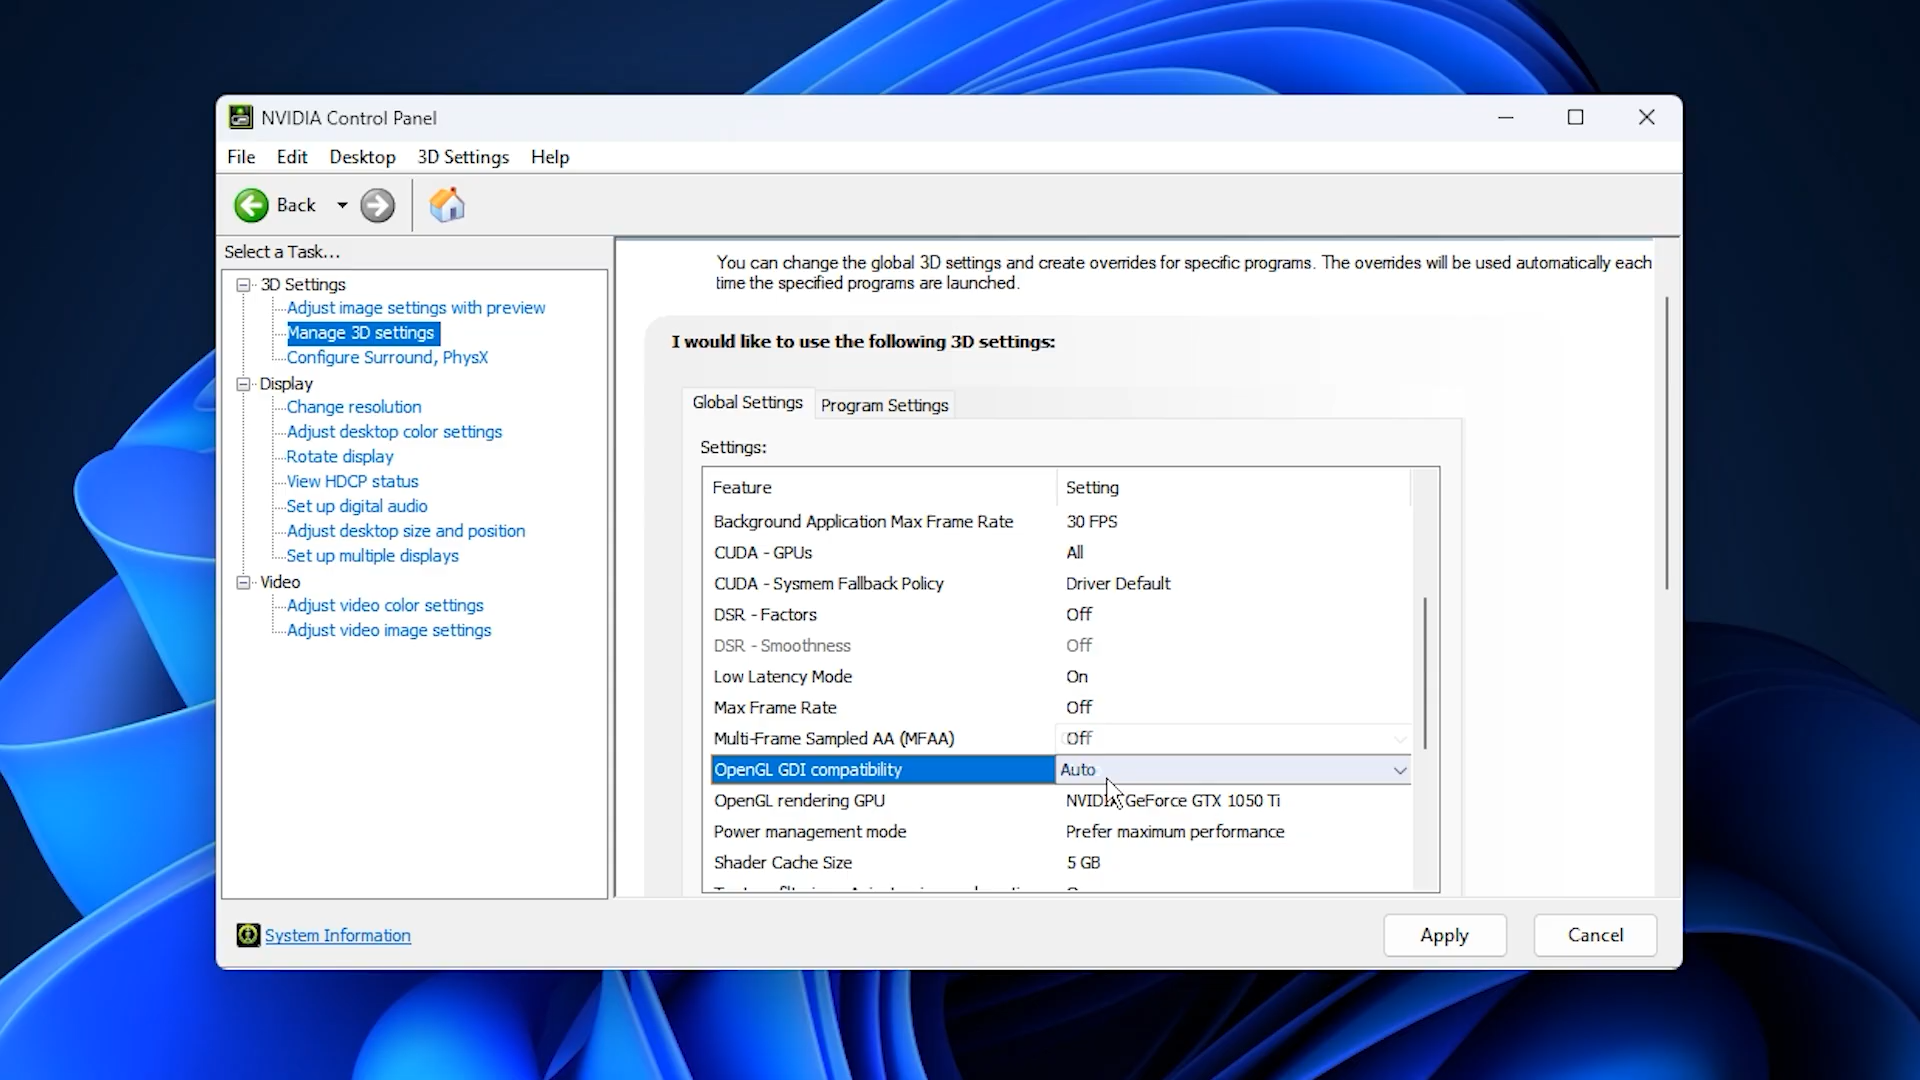 NVIDIA Control Panel
File Edit Desktop 3D Settings Help
Back
Select a Task...
3D Settings
Adjust image settings with preview
Manage 3D settings
Configure Surround, PhysX
Display
Change resolution
Adjust desktop color settings
Rotate display
View HDCP status
Set up digital audio
Adjust desktop size and position
Set up multiple displays
Video
Adjust video color settings
Adjust video image settings
System Information
You can change the global 3D settings and create overrides for specific programs. The overrides will be used automatically each
time the specified programs are launched.
I would like to use the following 3D settings:
Global Settings Program Settings
Settings:
Feature Setting
Background Application Max Frame Rate 30 FPS
CUDA - GPUs All
CUDA - Sysmem Fallback Policy Driver Default
DSR - Factors Off
DSR - Smoothness Off
Low Latency Mode On
Max Frame Rate Off
Multi-Frame Sampled AA (MFAA) Off
OpenGL GDI compatibility Auto
OpenGL rendering GPU NVIDIA GeForce GTX 1050 Ti
Power management mode Prefer maximum performance
Shader Cache Size 5 GB
Apply Cancel